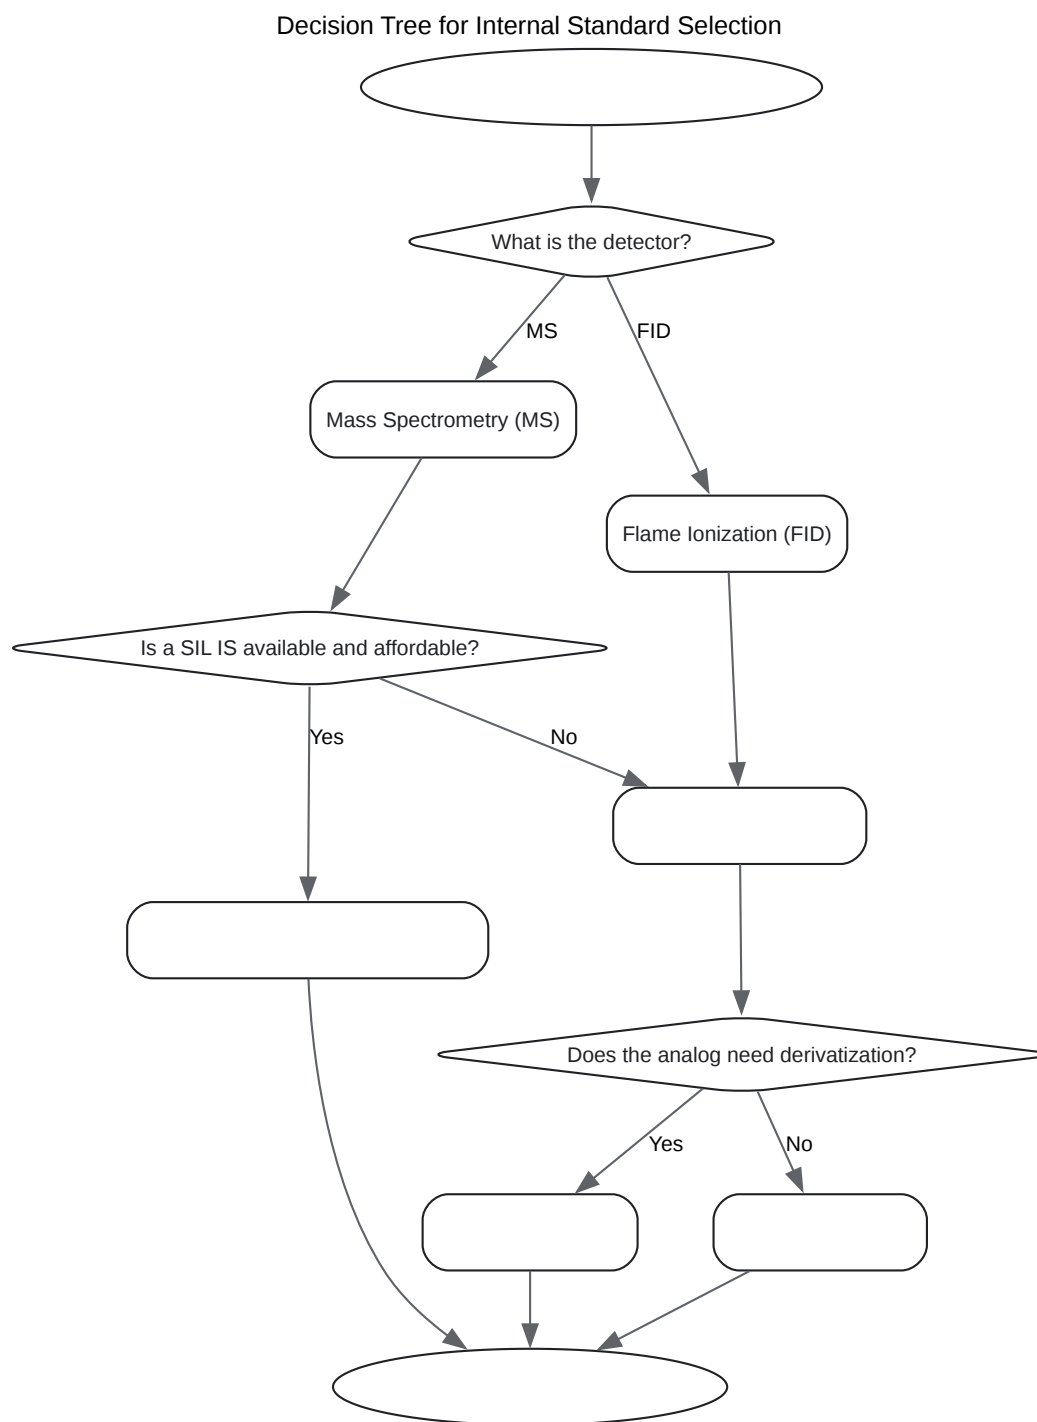 Decision Tree for Internal Standard Selection
What is the detector?
MS
FID
Mass Spectrometry (MS)
Flame Ionization (FID)
Is a SIL IS available and affordable?
Yes
No
Does the analog need derivatization?
Yes
No